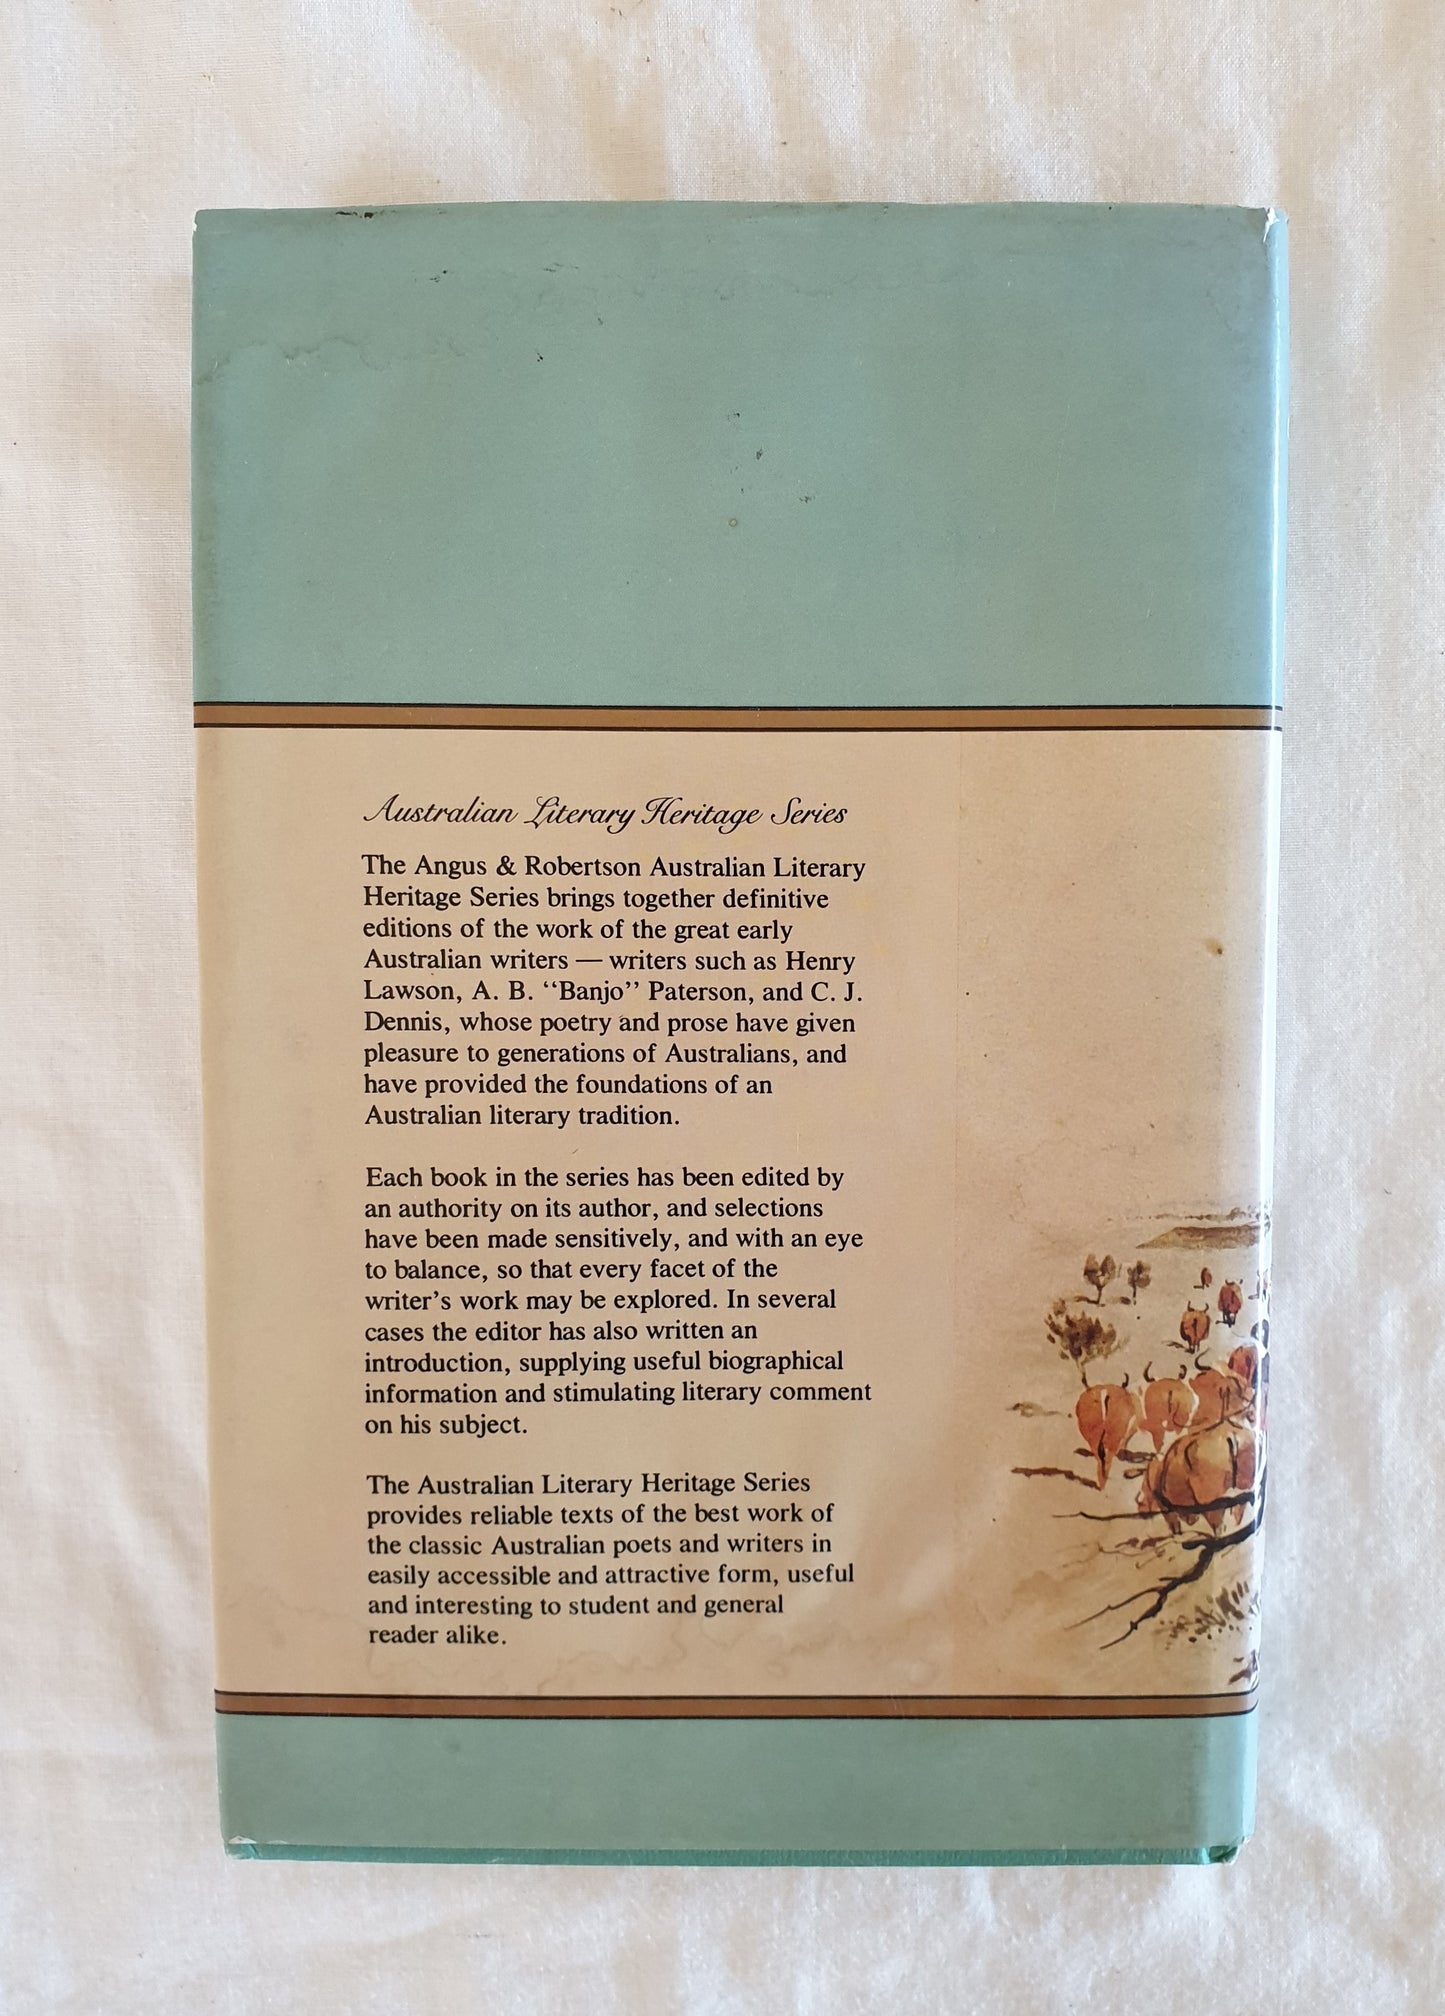 Australian Literary Heritage Series
The Angus & Robertson Australian Literary
Heritage Series brings together definitive
editions of the work of the great early
Australian writers — writers such as Henry
Lawson, A. B. “Banjo” Paterson, and C. J.
Dennis, whose poetry and prose have given
pleasure to generations of Australians, and
have provided the foundations of an
Australian literary tradition.
Each book in the series has been edited by
an authority on its author, and selections
have been made sensitively, and with an eye
to balance, so that every facet of the
writer’s work may be explored. In several
cases the editor has also written an
introduction, supplying useful biographical
information and stimulating literary comment
on his subject.
The Australian Literary Heritage Series
provides reliable texts of the best work of
the classic Australian poets and writers in
easily accessible and attractive form, useful
and interesting to student and general
reader alike.